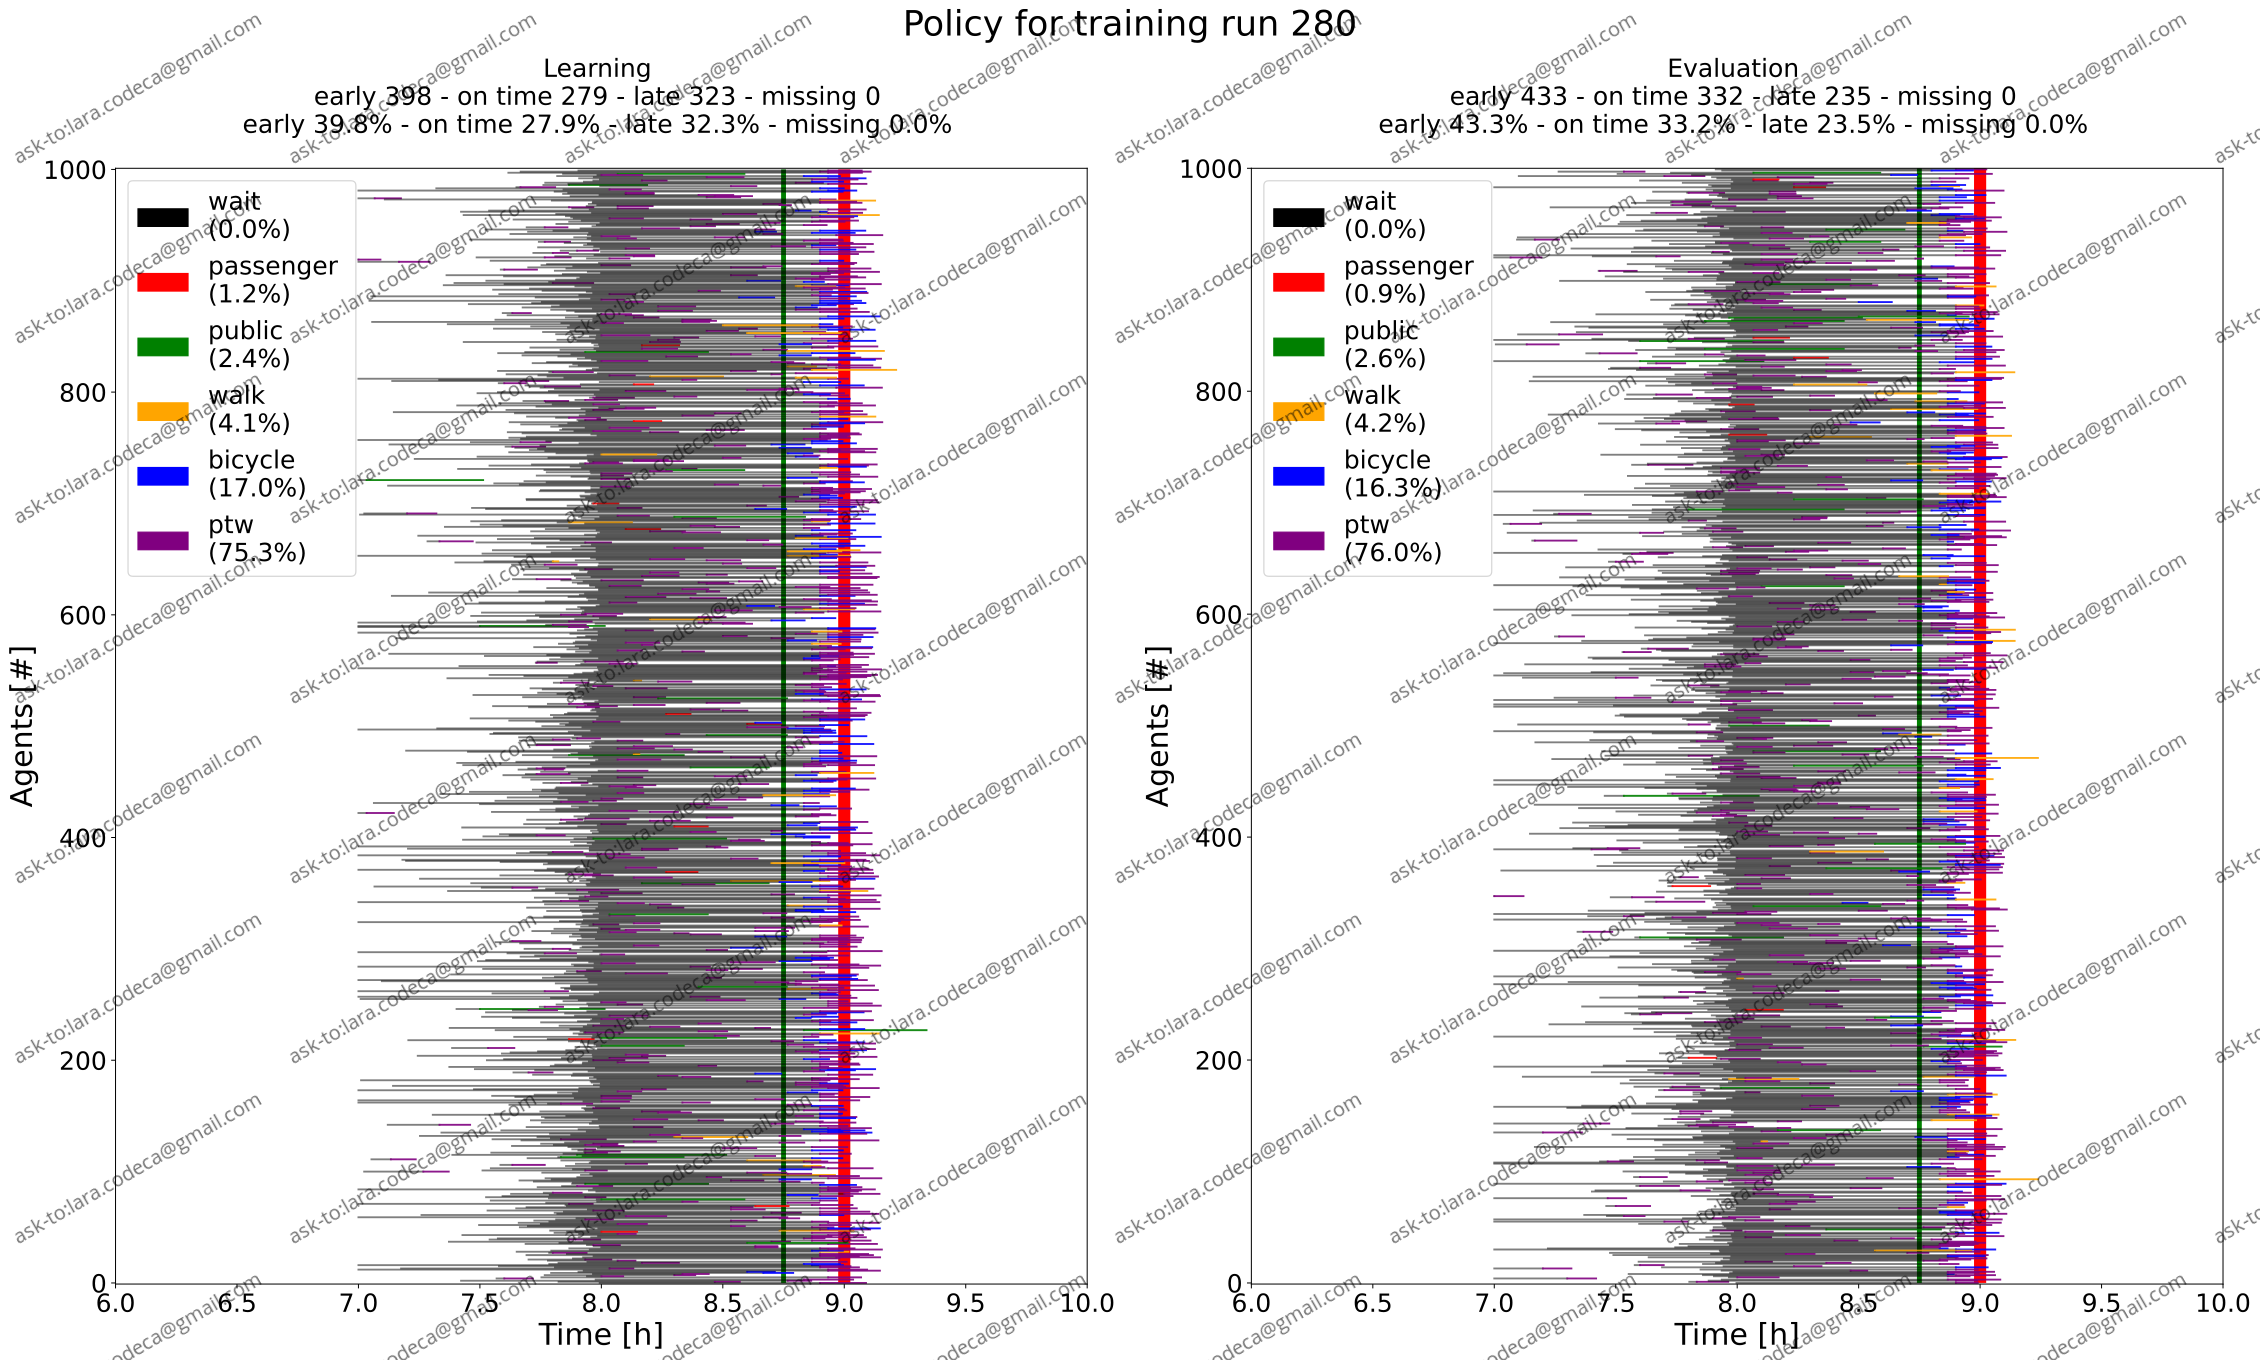 Policy for training run 280
Learning
early 398 - on time 279 - late 323 - missing 0
early 39.8% - on time 27.9% - late 32.3% - missing 0.0%
1000
800
600
400
200
0
Agents [#]
wait
(0.0%)
passenger
(1.2%)
public
(2.4%)
walk
(4.1%)
bicycle
(17.0%)
ptw
(75.3%)
6.0 6.5 7.0 7.5 8.0 8.5 9.0 9.5 10.0
Time [h]
Evaluation
early 433 - on time 332 - late 235 - missing 0
early 43.3% - on time 33.2% - late 23.5% - missing 0.0%
1000
800
600
400
200
0
Agents [#]
wait
(0.0%)
passenger
(0.9%)
public
(2.6%)
walk
(4.2%)
bicycle
(16.3%)
ptw
(76.0%)
6.0 6.5 7.0 7.5 8.0 8.5 9.0 9.5 10.0
Time [h]
ask-to:lara.codeca@gmail.com